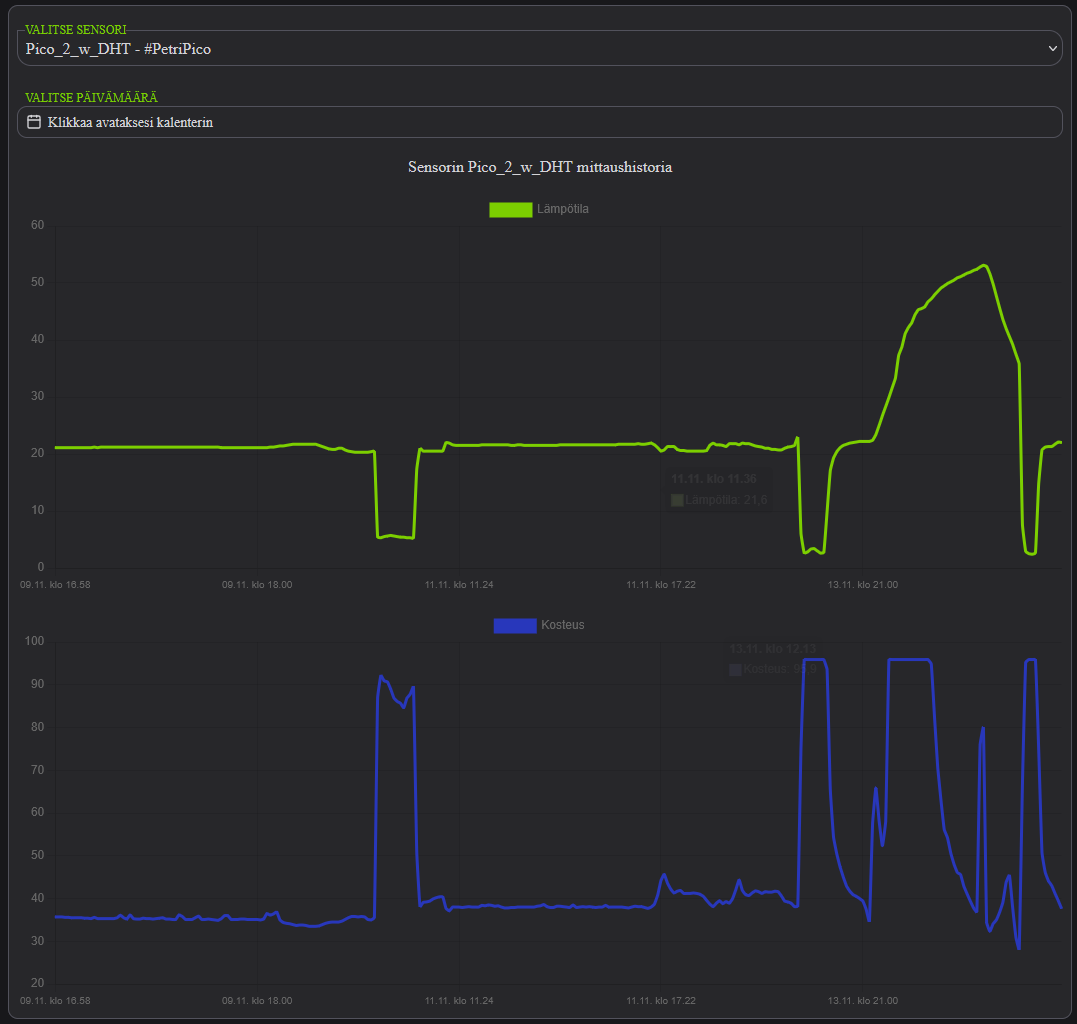 VALITSE SENSORI
Pico_2_w_DHT - #PetriPico
VALITSE PÄIVÄMÄÄRÄ
Klikkaa avataksesi kalenterin
Sensorin Pico_2_w_DHT mittaushistoria
Lämpötila
60
50
40
30
20
10
0
11.11. klo 11.36
Lämpötila: 21,6
09.11. klo 16.58
09.11. klo 18.00
11.11. klo 11.24
11.11. klo 17.22
13.11. klo 21.00
Kosteus
100
90
80
70
60
50
40
30
20
13.11. klo 12.13
Kosteus: 95,9
09.11. klo 16.58
09.11. klo 18.00
11.11. klo 11.24
11.11. klo 17.22
13.11. klo 21.00